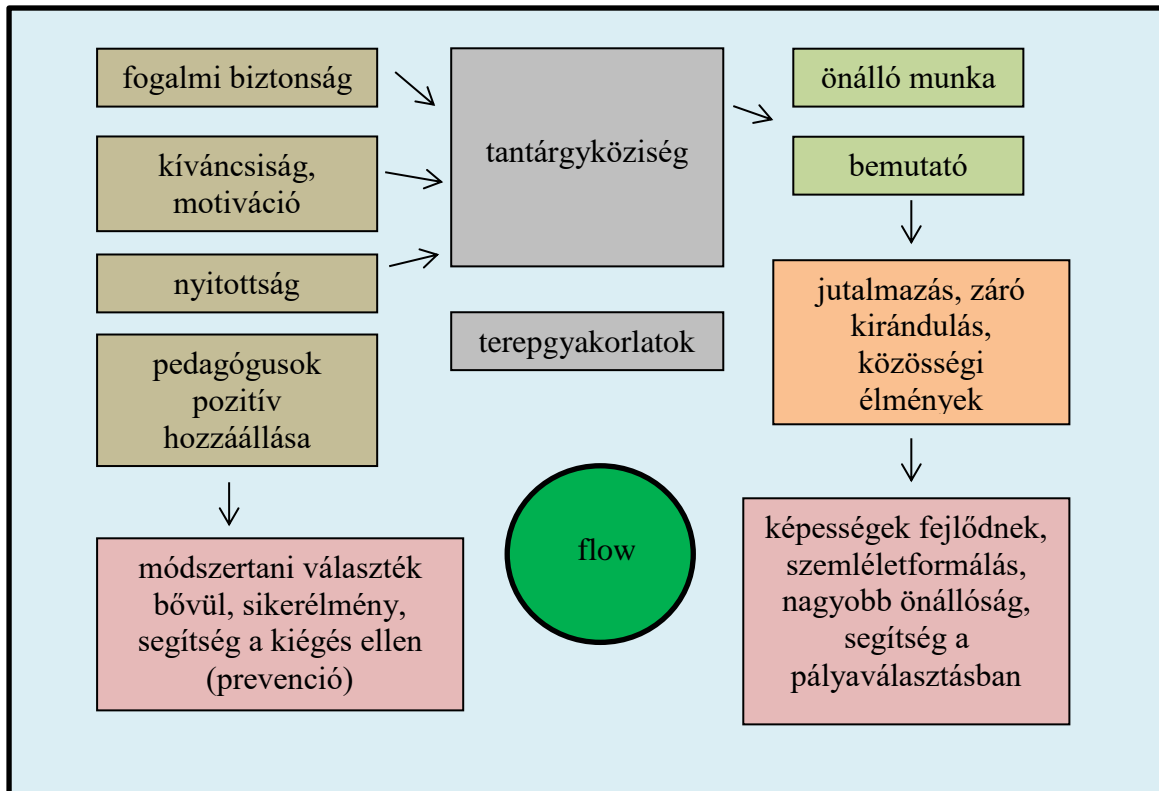 fogalmi biztonság
kíváncsiság,
motiváció
nyitottság
pedagógusok
pozitív
hozzáállása
módszertani választék
bővül, sikerélmény,
segítség a kiégés ellen
(prevenció)
tantárgyköziség
terepgyakorlatok
flow
önálló munka
bemutató
jutalmazás, záró
kirándulás,
közösségi
élmények
képességek fejlődnek,
szemléletformálás,
nagyobb önállóság,
segítség a
pályaválasztásban